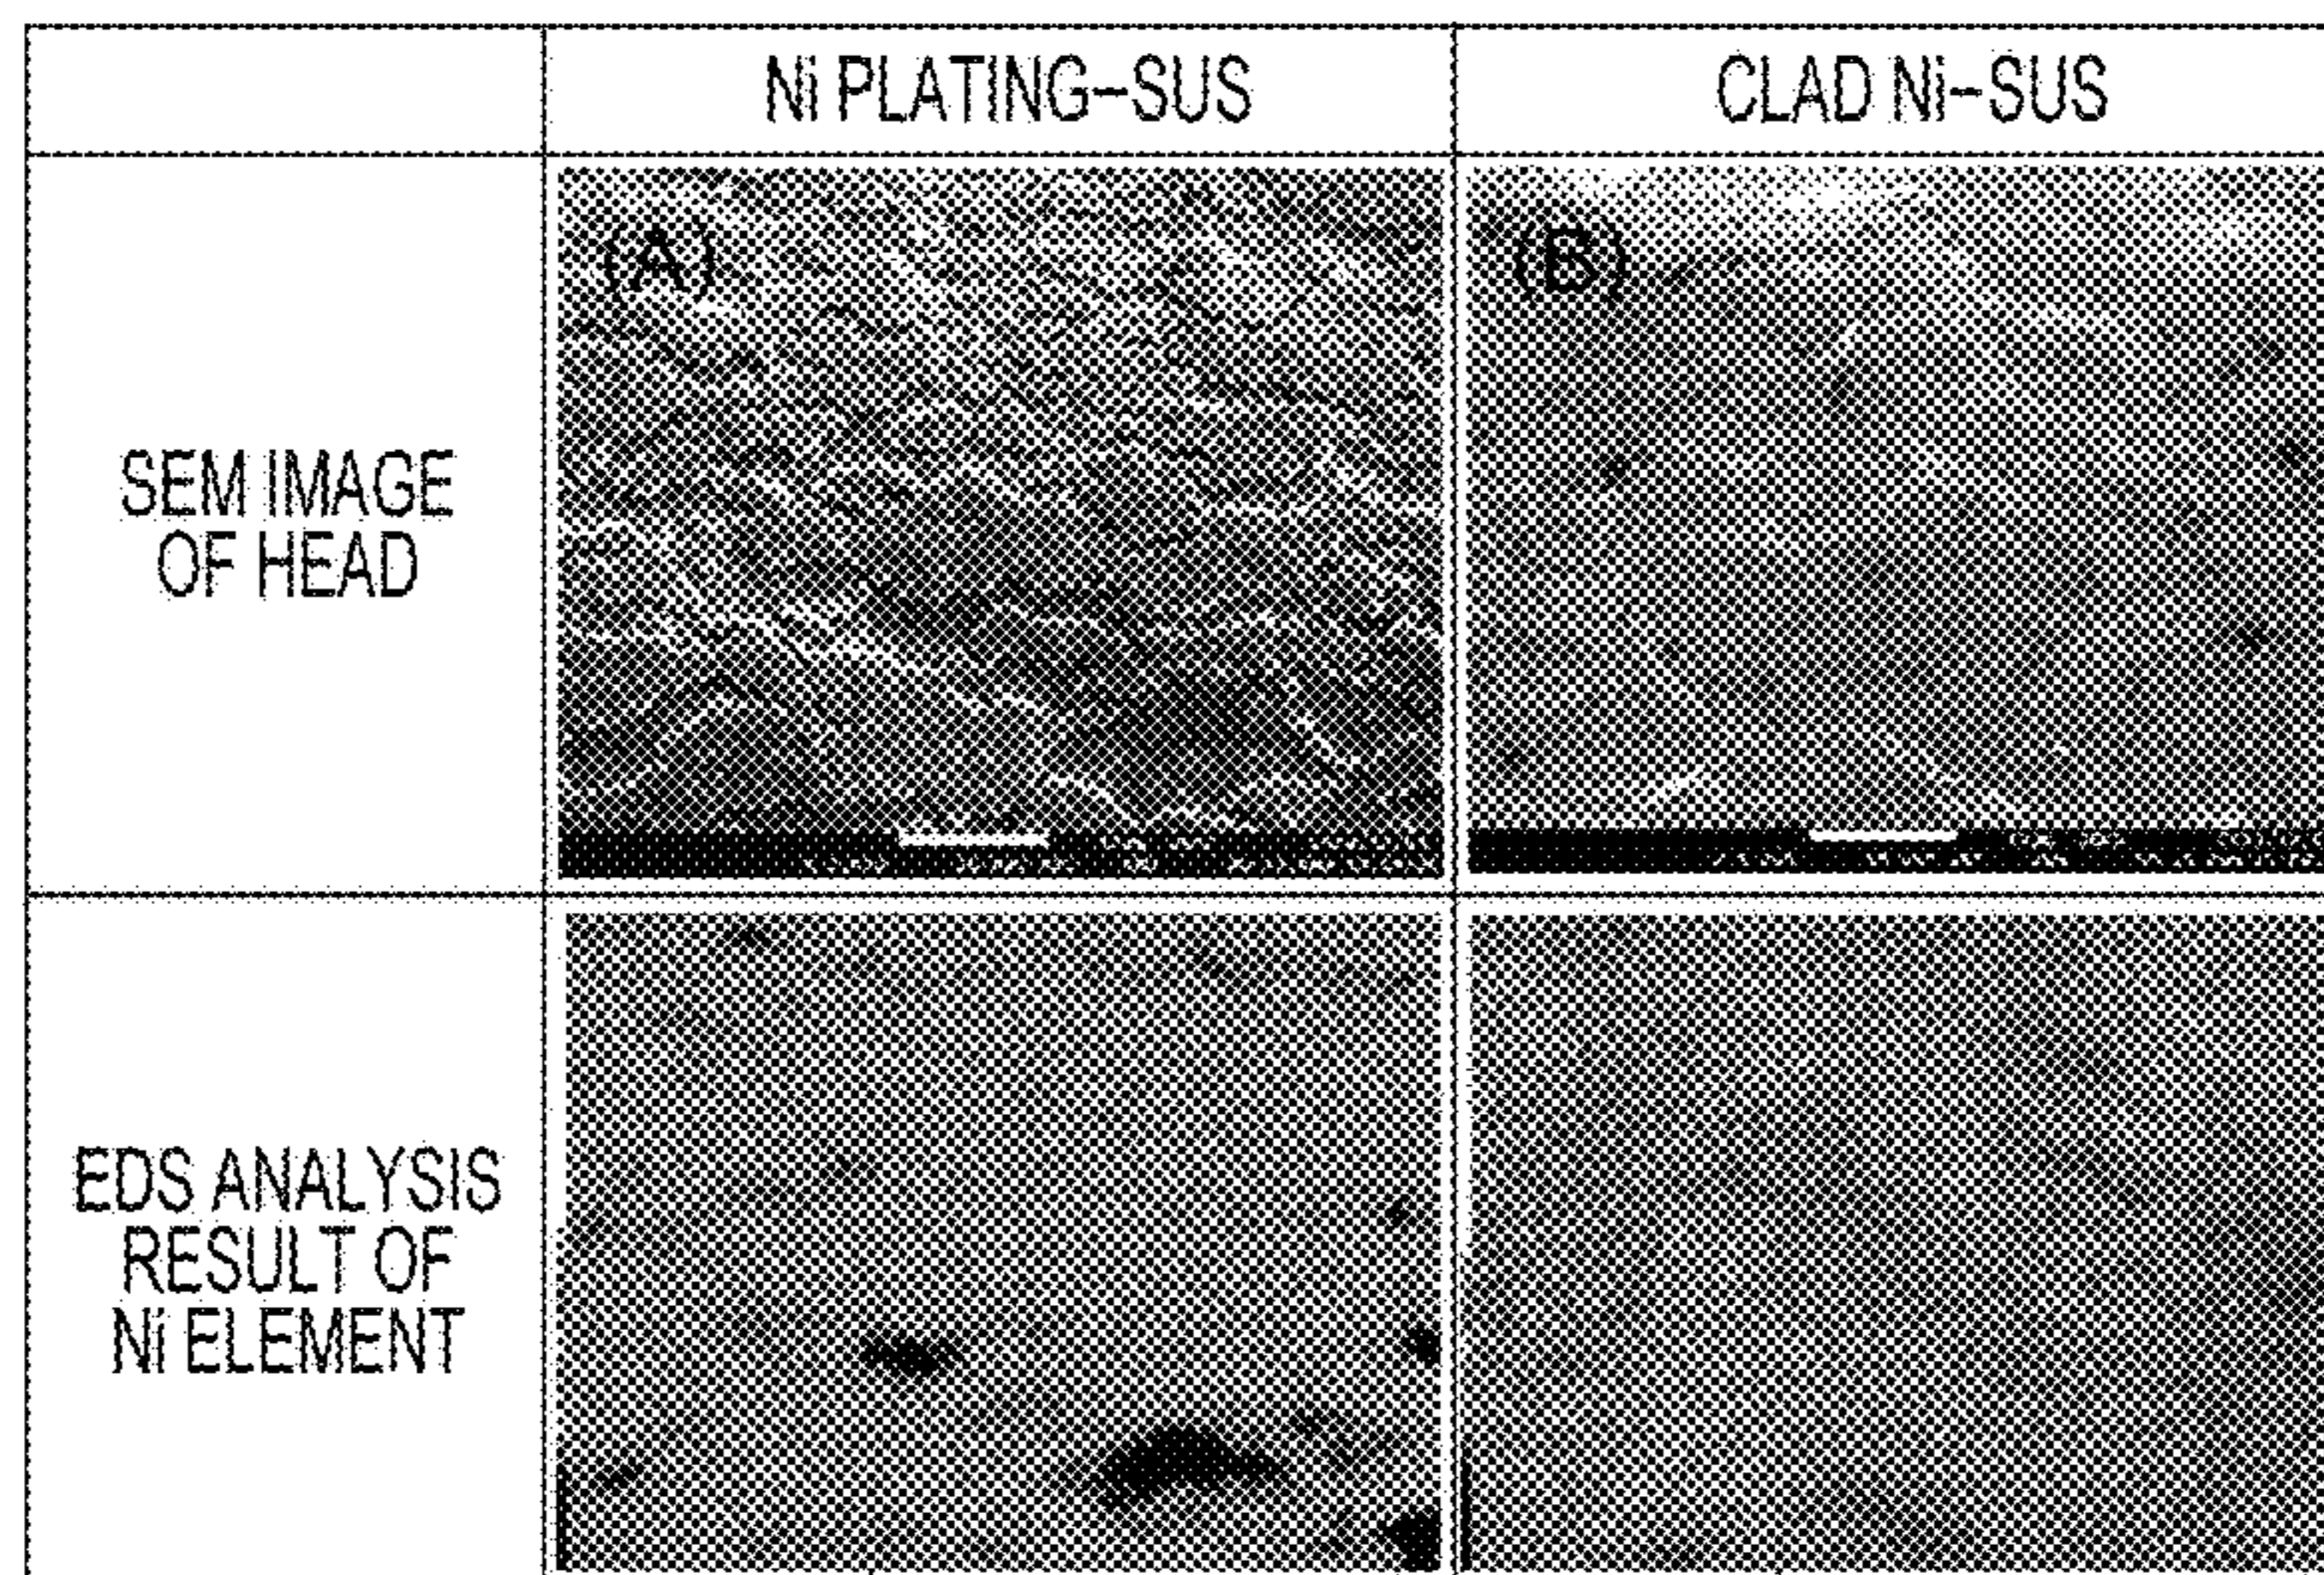 Ni PLATING–SUS
CLAD Ni–SUS
SEM IMAGE
OF HEAD
(A)
(B)
EDS ANALYSIS
RESULT OF
Ni ELEMENT